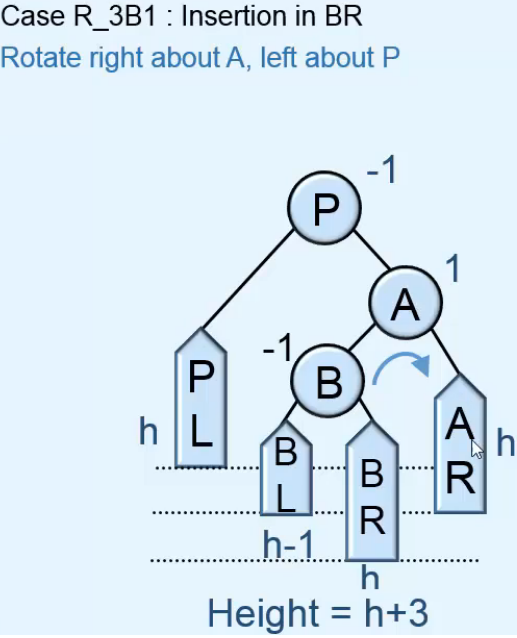 Case R_3B1 : Insertion in BR
Rotate right about A, left about P
-1
P
1
A
-1
B
P
L
h
B
L
h-1
B
R
h
A
R
h
Height = h+3